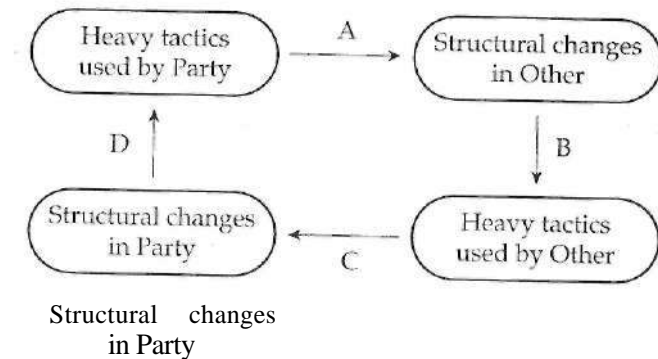 Heavy tactics
used by Party
A
Structural changes
in Other
D
B
Structural changes
in Party
C
Heavy tactics
used by Other
Structural changes
in Party